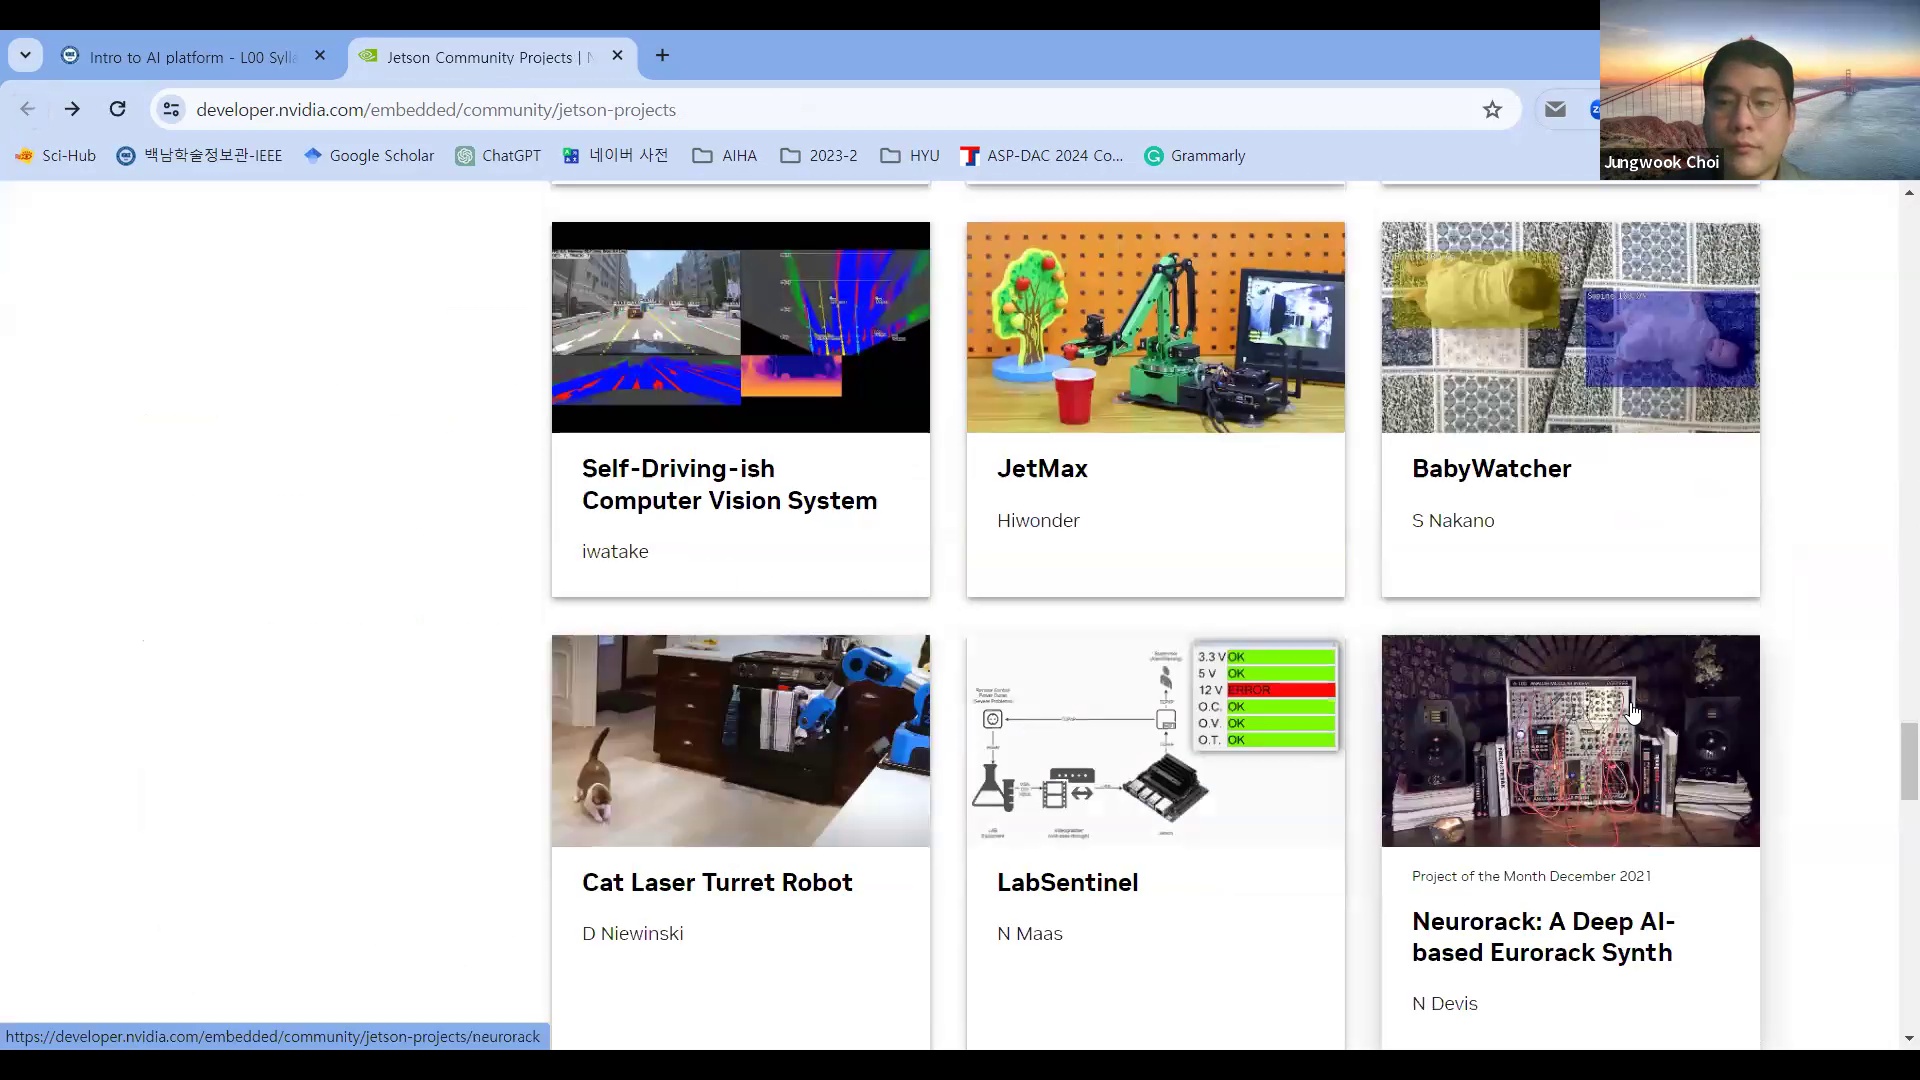 Intro to AI platform - L00 Sylla
Jetson Community Projects | N
developer.nvidia.com/embedded/community/jetson-projects
Sci-Hub
백남학술정보관-IEEE
Google Scholar
ChatGPT
네이버 사전
AIHA
2023-2
HYU
ASP-DAC 2024 Co...
Grammarly
Jungwook Choi
Self-Driving-ish
Computer Vision System
iwatake
JetMax
Hiwonder
BabyWatcher
S Nakano
3.3 V OK
5 V OK
12 V ERROR
O.C. OK
O.V. OK
O.T. OK
Cat Laser Turret Robot
D Niewinski
LabSentinel
N Maas
Project of the Month December 2021
Neurorack: A Deep AI-
based Eurorack Synth
N Devis
https://developer.nvidia.com/embedded/community/jetson-projects/neurorack